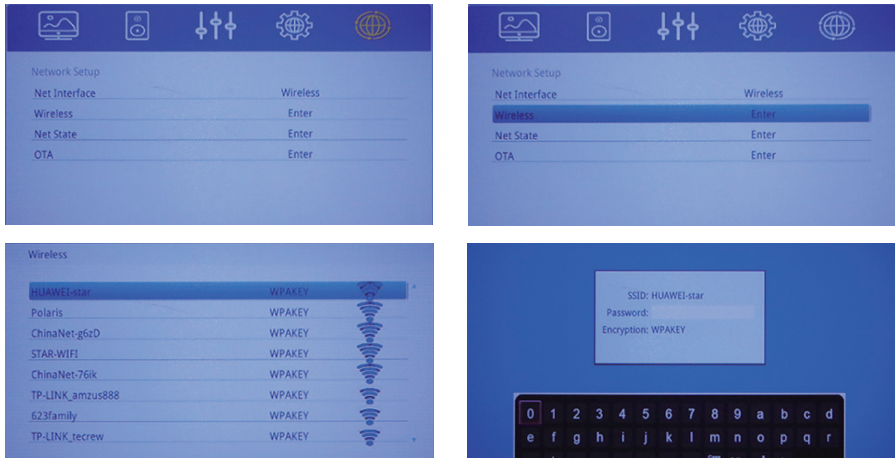 Network Setup
Net Interface Wireless
Wireless Enter
Net State Enter
OTA Enter
Network Setup
Net Interface Wireless
Wireless Enter
Net State Enter
OTA Enter
Wireless
HUAWEI-star WPAKEY
Polaris WPAKEY
ChinaNet-g6zD WPAKEY
STAR-WIFI WPAKEY
ChinaNet-76ik WPAKEY
TP-LINK_amzus888 WPAKEY
623family WPAKEY
TP-LINK_tecrew WPAKEY
SSID: HUAWEI-star
Password:
Encryption: WPAKEY
0 1 2 3 4 5 6 7 8 9 a b c d
e f g h i j k l m n o p q r